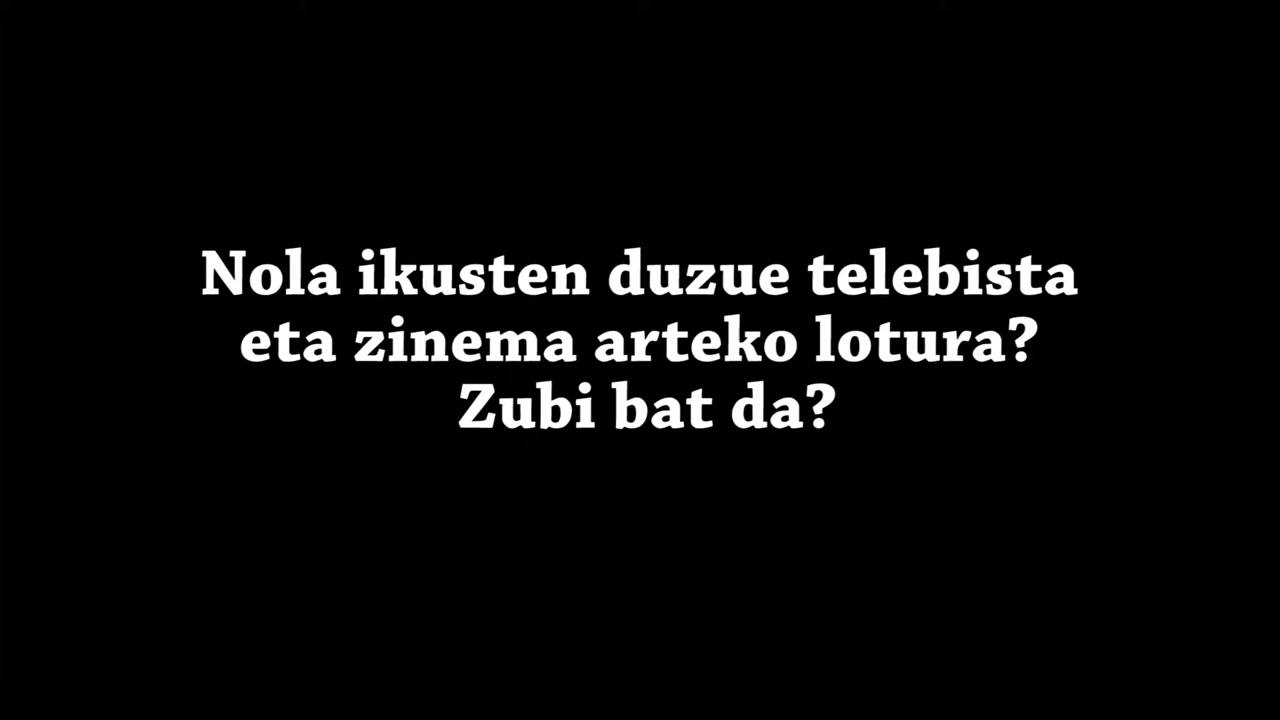 Nola ikusten duzue telebista
eta zinema arteko lotura?
Zubi bat da?